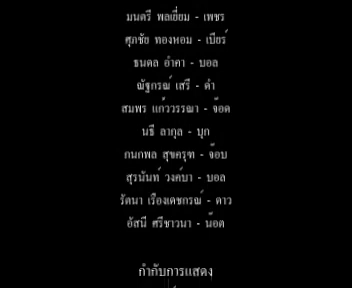 มนตรี พลเยี่ยม - เพชร
ศุภชัย ทองหอม - เบียร์
ธนดล อำคา - บอล
ณัฐกรณ์ เสรี - ดำ
สมพร แก้ววรรณา - จ๊อด
นธี ลากุล - บุก
กนกพล สุขครุฑ - จ๊อบ
สุรนันท์ วงค์บา - บอล
รัตนา เรืองเดชกรณ์ - ดาว
อัสนี ศรีชาวนา - น๊อต
กำกับการแสดง